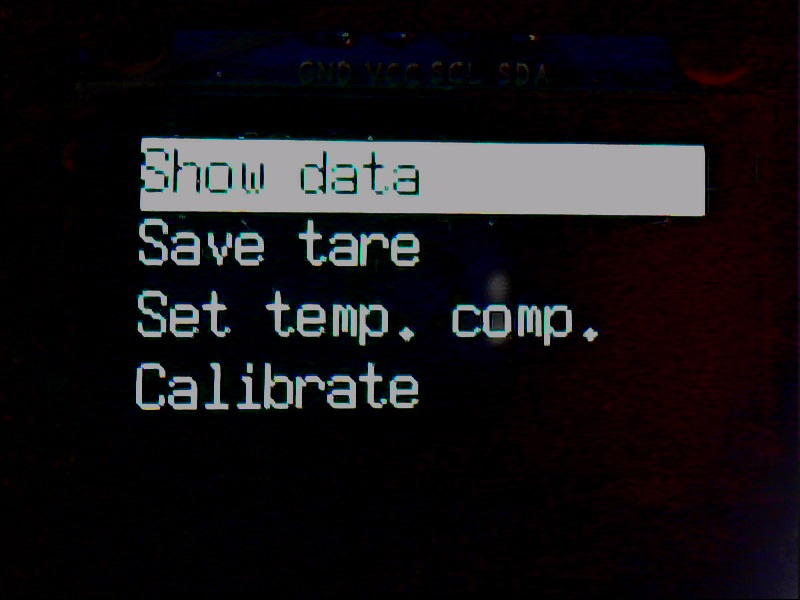 GND VCC SCL SDA
Show data
Save tare
Set temp. comp.
Calibrate